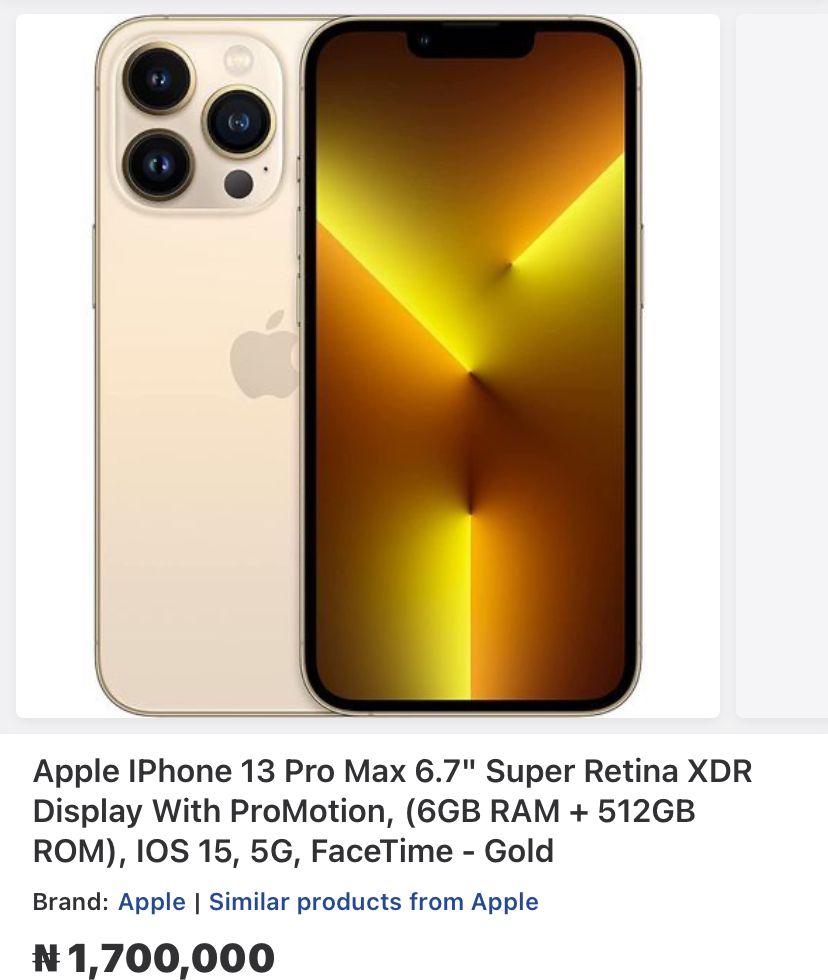 Apple IPhone 13 Pro Max 6.7" Super Retina XDR
Display With ProMotion, (6GB RAM + 512GB
ROM), IOS 15, 5G, FaceTime - Gold
Brand: Apple | Similar products from Apple
₦ 1,700,000